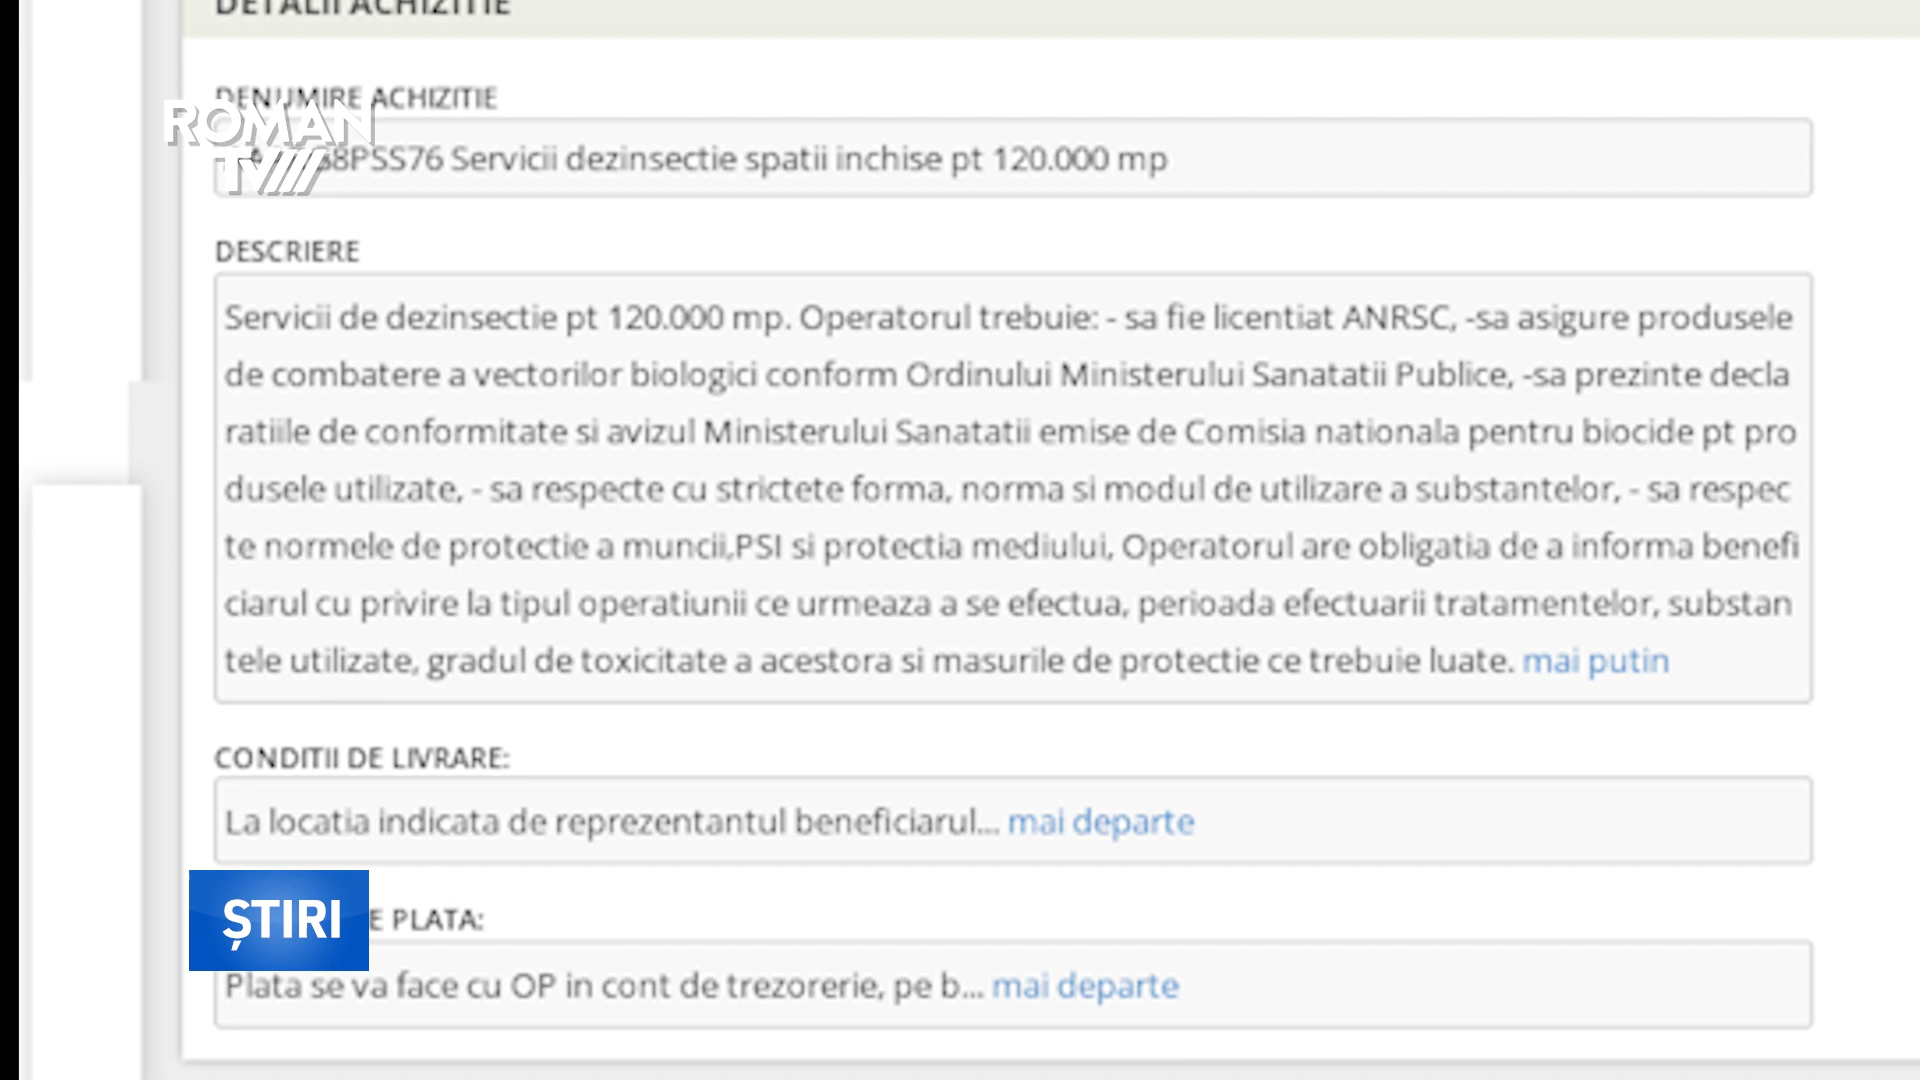 DETALII ACHIZITIE
DENUMIRE ACHIZITIE
ROMAN
TV
68PSS76 Servicii dezinsectie spatii inchise pt 120.000 mp
DESCRIERE
Servicii de dezinsectie pt 120.000 mp. Operatorul trebuie: - sa fie licentiat ANRSC, -sa asigure produsele
de combatere a vectorilor biologici conform Ordinului Ministerului Sanatatii Publice, -sa prezinte decla
ratiile de conformitate si avizul Ministerului Sanatatii emise de Comisia nationala pentru biocide pt pro
dusele utilizate, - sa respecte cu strictete forma, norma si modul de utilizare a substantelor, - sa respec
te normele de protectie a muncii,PSI si protectia mediului, Operatorul are obligatia de a informa benefi
ciarul cu privire la tipul operatiunii ce urmeaza a se efectua, perioada efectuarii tratamentelor, substan
tele utilizate, gradul de toxicitate a acestora si masurile de protectie ce trebuie luate. mai putin
CONDITII DE LIVRARE:
La locatia indicata de reprezentantul beneficiarul... mai departe
ȘTIRI
E PLATA:
Plata se va face cu OP in cont de trezorerie, pe b... mai departe